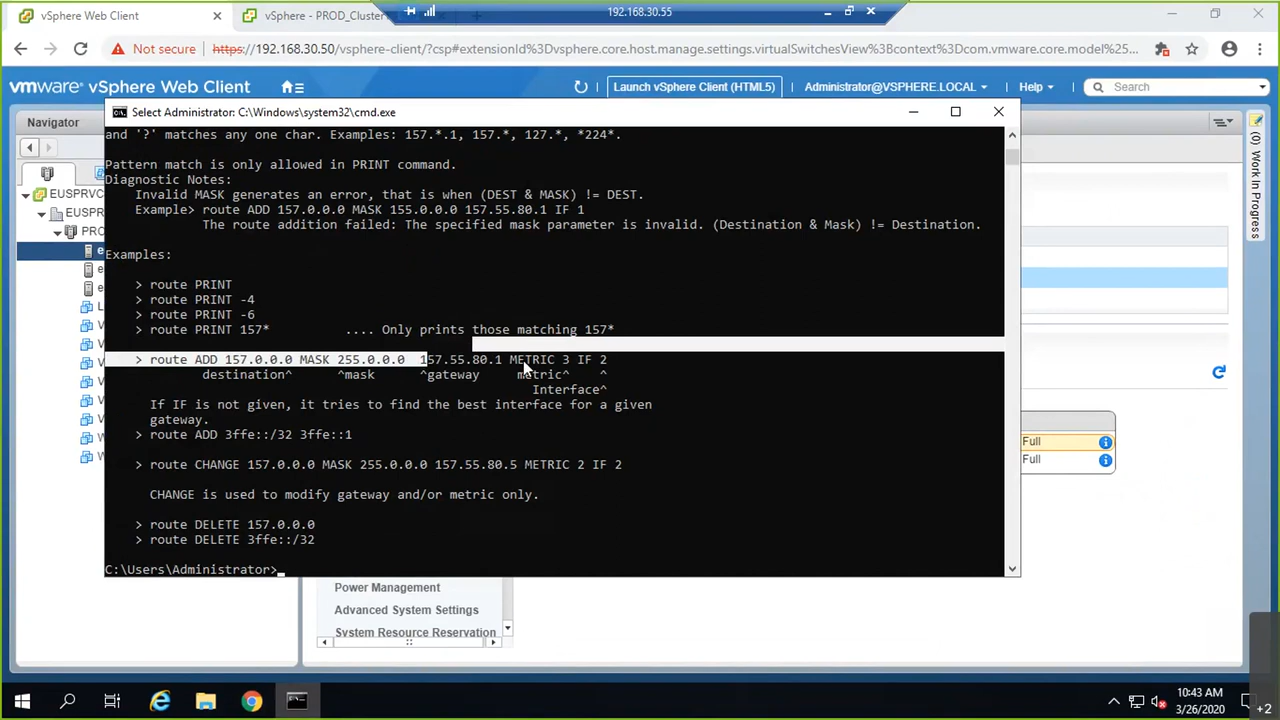 vSphere Web Client
vSphere - PROD_Cluster
192.168.30.55
Not secure
https://192.168.30.50/vsphere-client/?csp#extensionId%3Dvsphere.core.host.manage.settings.virtualSwitchesView%3Bcontext%3Dcom.vmware.core.model%25...
vmware® vSphere Web Client
Launch vSphere Client (HTML5)
Administrator@VSPHERE.LOCAL
Help
Search
Navigator
Select Administrator: C:\Windows\system32\cmd.exe
(0) Work In Progress
and '?' matches any one char. Examples: 157.*.1, 157.*, 127.*, *224*.
Pattern match is only allowed in PRINT command.
Diagnostic Notes:
Invalid MASK generates an error, that is when (DEST & MASK) != DEST.
Example> route ADD 157.0.0.0 MASK 155.0.0.0 157.55.80.1 IF 1
The route addition failed: The specified mask parameter is invalid. (Destination & Mask) != Destination.
Examples:
> route PRINT
> route PRINT -4
> route PRINT -6
> route PRINT 157* .... Only prints those matching 157*
> route ADD 157.0.0.0 MASK 255.0.0.0 157.55.80.1 METRIC 3 IF 2
destination^ ^mask ^gateway metric^ ^
Interface^
If IF is not given, it tries to find the best interface for a given
gateway.
> route ADD 3ffe::/32 3ffe::1
> route CHANGE 157.0.0.0 MASK 255.0.0.0 157.55.80.5 METRIC 2 IF 2
CHANGE is used to modify gateway and/or metric only.
> route DELETE 157.0.0.0
> route DELETE 3ffe::/32
C:\Users\Administrator>_
EUSPRVC
EUSPR
PRO
e
e
e
L
V
V
V
V
V
V
W
W
Full
Full
Power Management
Advanced System Settings
System Resource Reservation
10:43 AM
3/26/2020
+2